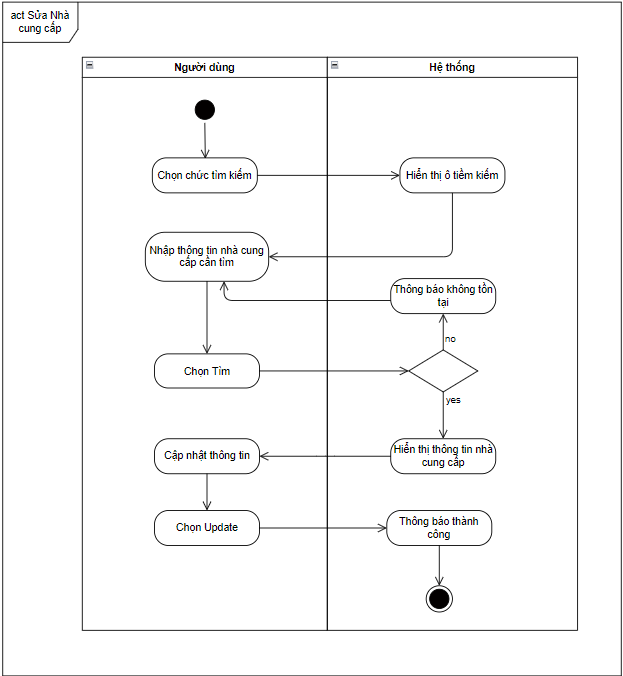 act Sửa Nhà
cung cấp
Người dùng
Hệ thống
Chọn chức tìm kiếm
Hiển thị ô tiềm kiếm
Nhập thông tin nhà cung
cấp cần tìm
Thông báo không tồn
tại
no
Chọn Tìm
yes
Cập nhật thông tin
Hiển thị thông tin nhà
cung cấp
Chọn Update
Thông báo thành
công